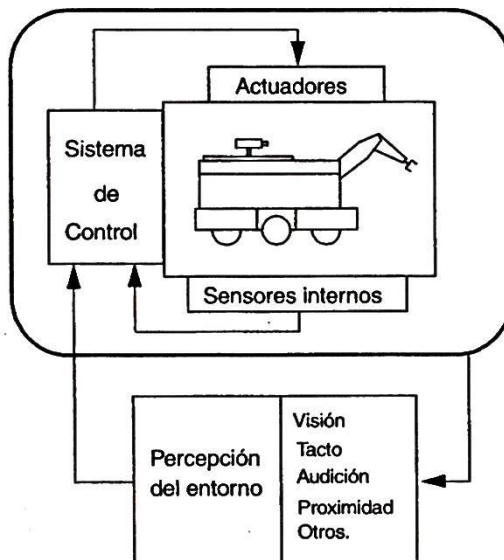 Actuadores
Sistema
de
Control
Sensores internos
Percepción
del entorno
Visión
Tacto
Audición
Proximidad
Otros.